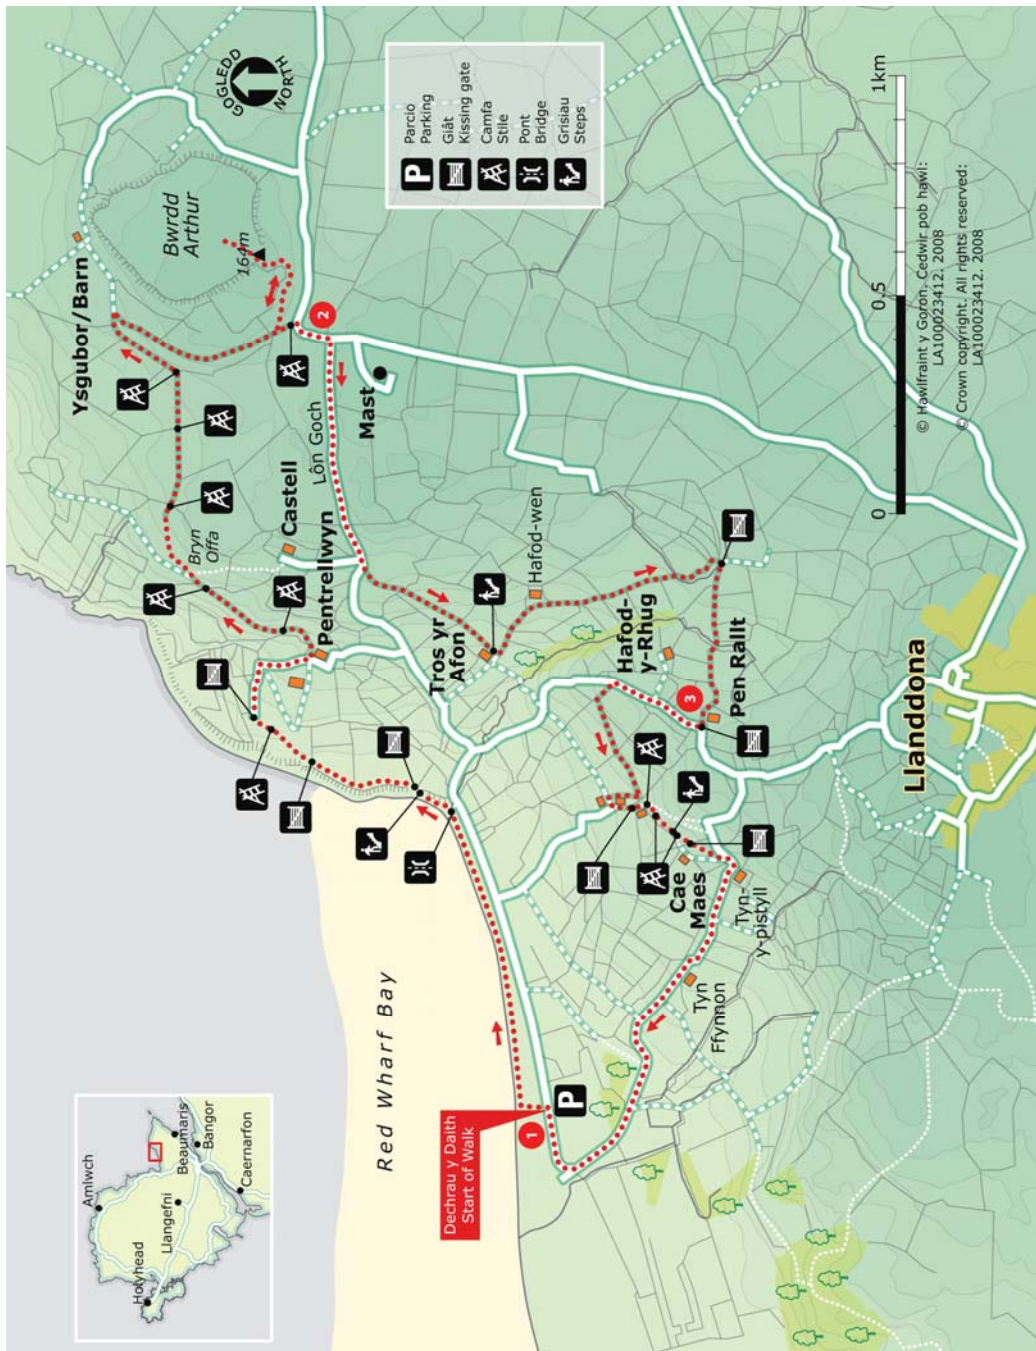 Amlwch
Holyhead
Llangefni
Beaumaris
Bangor
Caernarfon
Red Wharf Bay
Dechrau y Daith
Start of Walk
1
P
Ysgubor/Barn
Bwrdd
Arthur
164m
GOGLEDD
NORTH
Bryn
Offa
Castell
Pentrellwyn
Lôn Goch
2
Mast
Tros yr
Afon
Hafod-wen
Hafod-
y-Rhug
3
Pen Rallt
Cae
Maes
Tyn-
y-pistyll
Tyn
Ffynnon
Llanddona
P
Parcio
Parking
Giât
Kissing gate
Camfa
Stile
Pont
Bridge
Grisiau
Steps
0
0.5
1km
© Hawlfraint y Goron. Cedwir pob hawl:
LA100023412. 2008
© Crown copyright. All rights reserved:
LA100023412. 2008